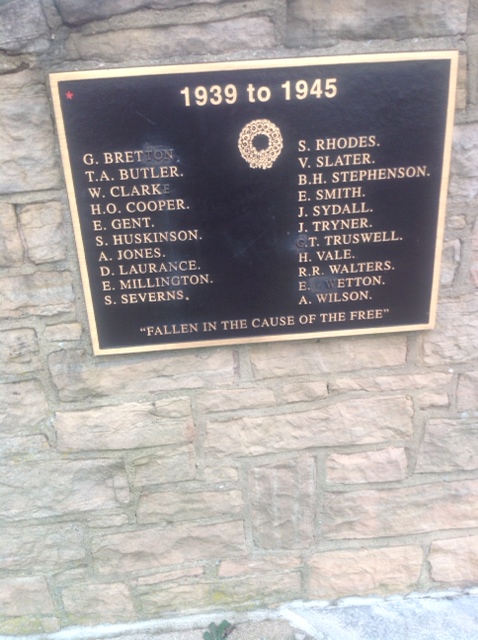 1939 to 1945
G. BRETTON.
T.A. BUTLER.
W. CLARKE
H.O. COOPER.
E. GENT.
S. HUSKINSON.
A. JONES.
D. LAURANCE.
E. MILLINGTON.
S. SEVERNS.
S. RHODES.
V. SLATER.
B.H. STEPHENSON.
E. SMITH.
J. SYDALL.
J. TRYNER.
T. TRUSWELL.
H. VALE.
R.R. WALTERS.
E. WETTON.
A. WILSON.
"FALLEN IN THE CAUSE OF THE FREE"